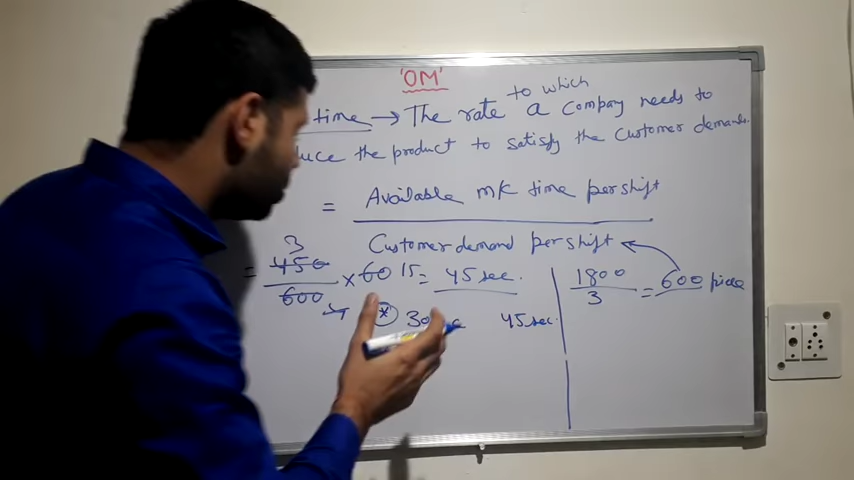 'OM'
time → The rate to which a Company needs to
uce the product to satisfy the Customer demands.
= Available mk time per shift
Customer demand per shift
= 450 3 / 600 4 × 60 15 = 45 sec.
1800 / 3 = 600 piece
* 30 45 sec.